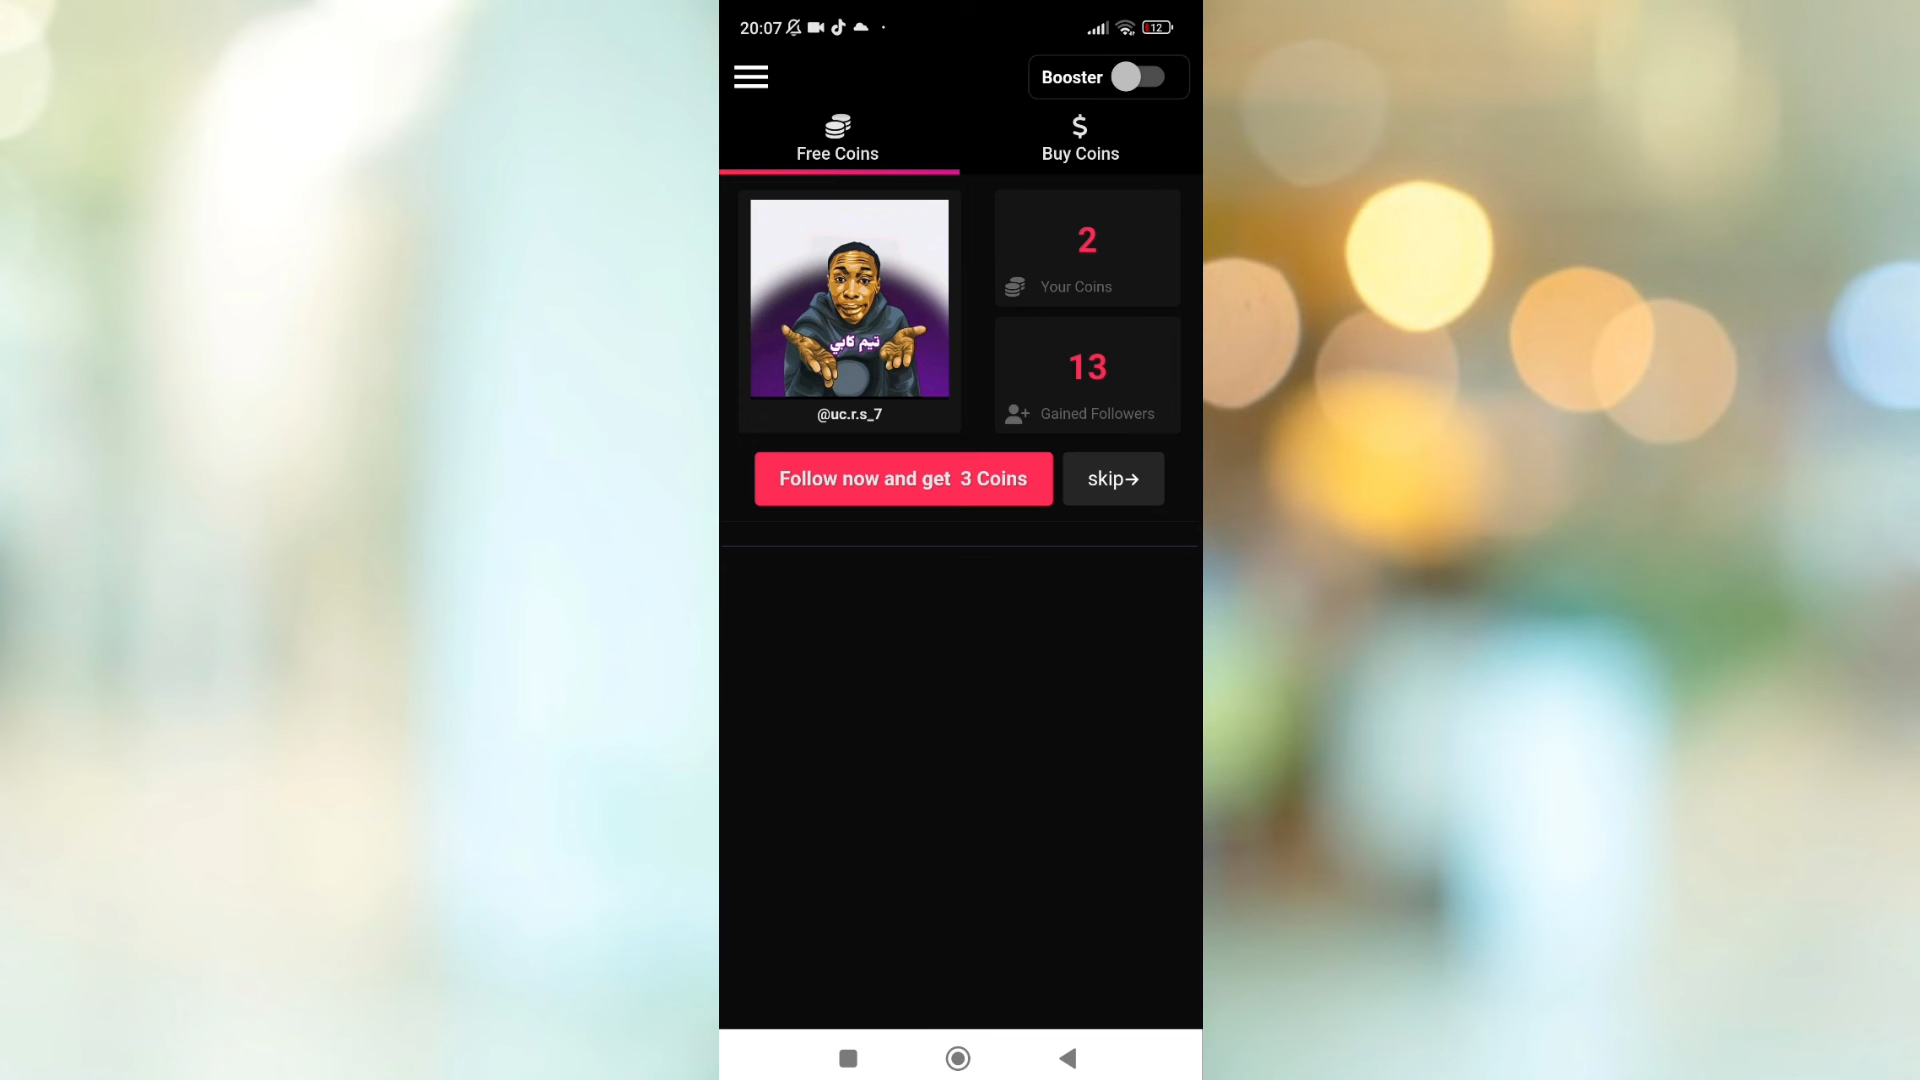 20:07
12
Booster
Free Coins
Buy Coins
2
Your Coins
تيم كابي
@uc.r.s_7
13
Gained Followers
Follow now and get 3 Coins
skip→